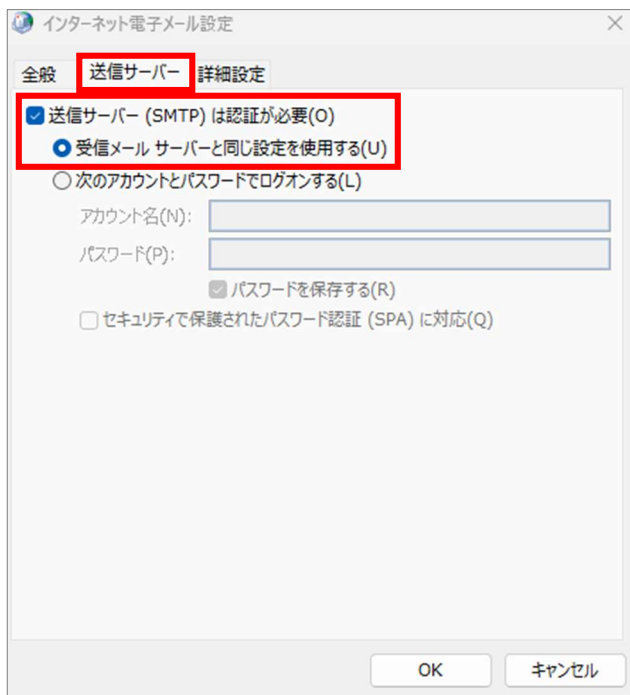 インターネット電子メール設定
全般 送信サーバー 詳細設定
送信サーバー (SMTP) は認証が必要(O)
受信メール サーバーと同じ設定を使用する(U)
次のアカウントとパスワードでログオンする(L)
アカウント名(N):
パスワード(P):
パスワードを保存する(R)
セキュリティで保護されたパスワード認証 (SPA) に対応(Q)
OK キャンセル